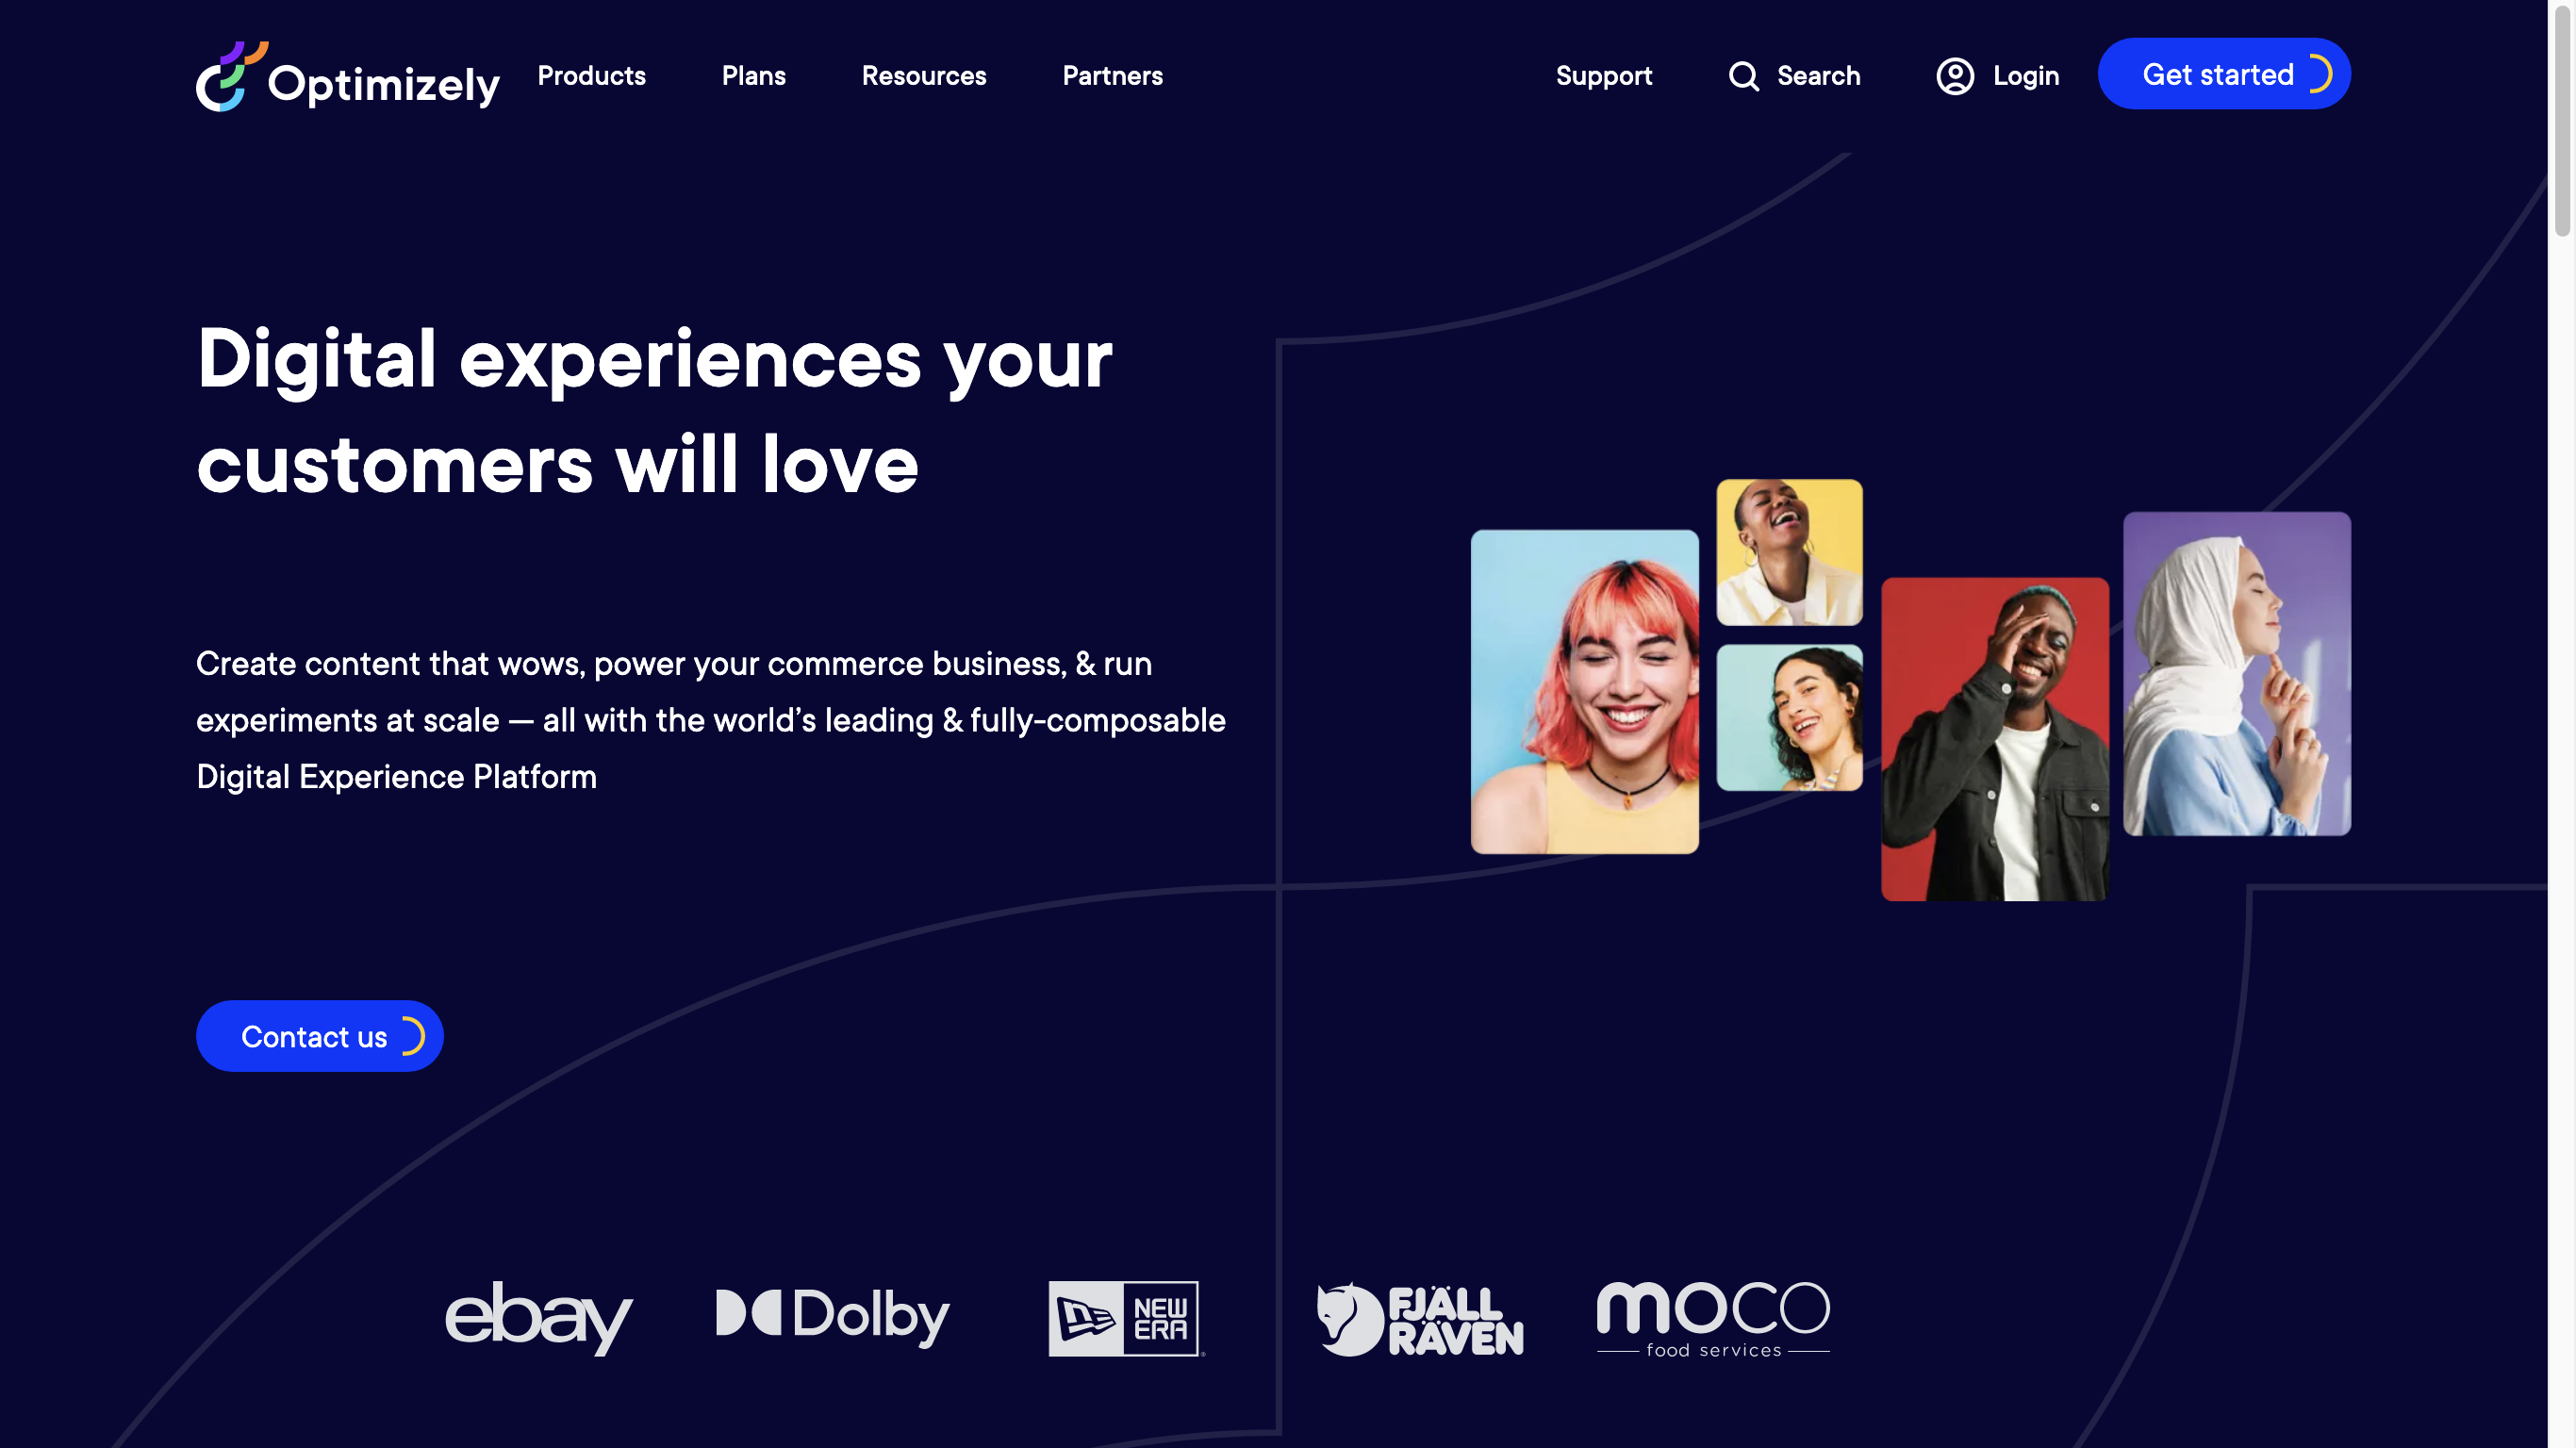 Optimizely
Products
Plans
Resources
Partners
Support
Search
Login
Get started
Digital experiences your
customers will love
Create content that wows, power your commerce business, & run
experiments at scale — all with the world’s leading & fully-composable
Digital Experience Platform
Contact us
ebay
Dolby
NEW
ERA
®
FJÄLL
RÄVEN
moco
food services